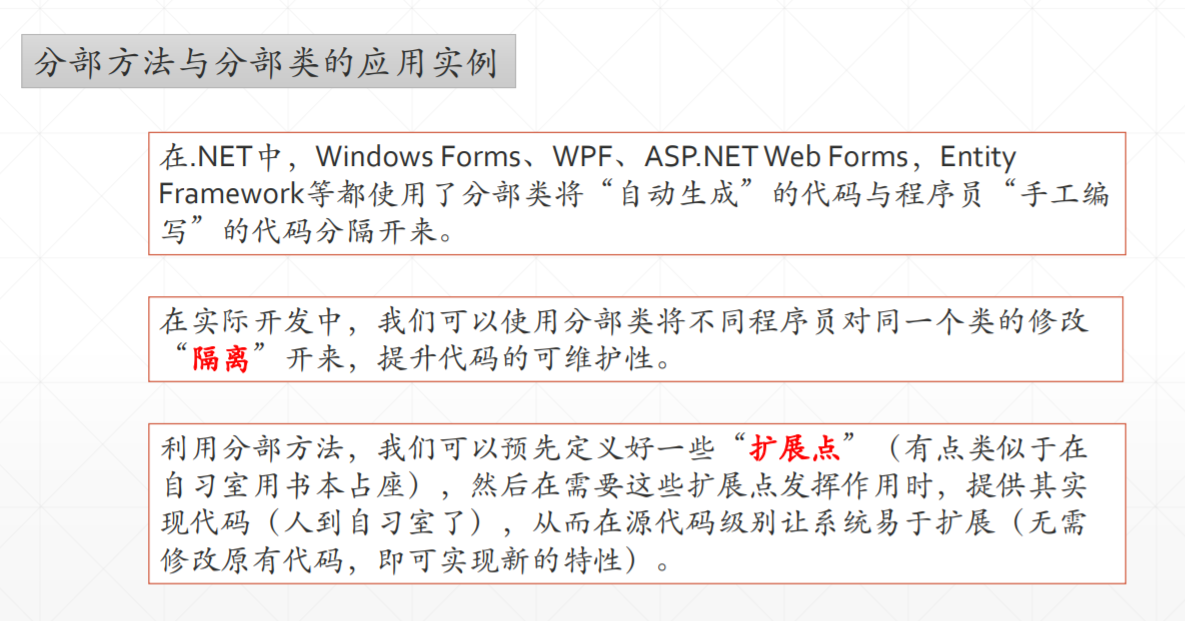 分部方法与分部类的应用实例
在.NET中，Windows Forms、WPF、ASP.NET Web Forms，Entity
Framework等都使用了分部类将“自动生成”的代码与程序员“手工编
写”的代码分隔开来。
在实际开发中，我们可以使用分部类将不同程序员对同一个类的修改
“隔离”开来，提升代码的可维护性。
利用分部方法，我们可以预先定义好一些“扩展点”（有点类似于在
自习室用书本占座），然后在需要这些扩展点发挥作用时，提供其实
现代码（人到自习室了），从而在源代码级别让系统易于扩展（无需
修改原有代码，即可实现新的特性）。